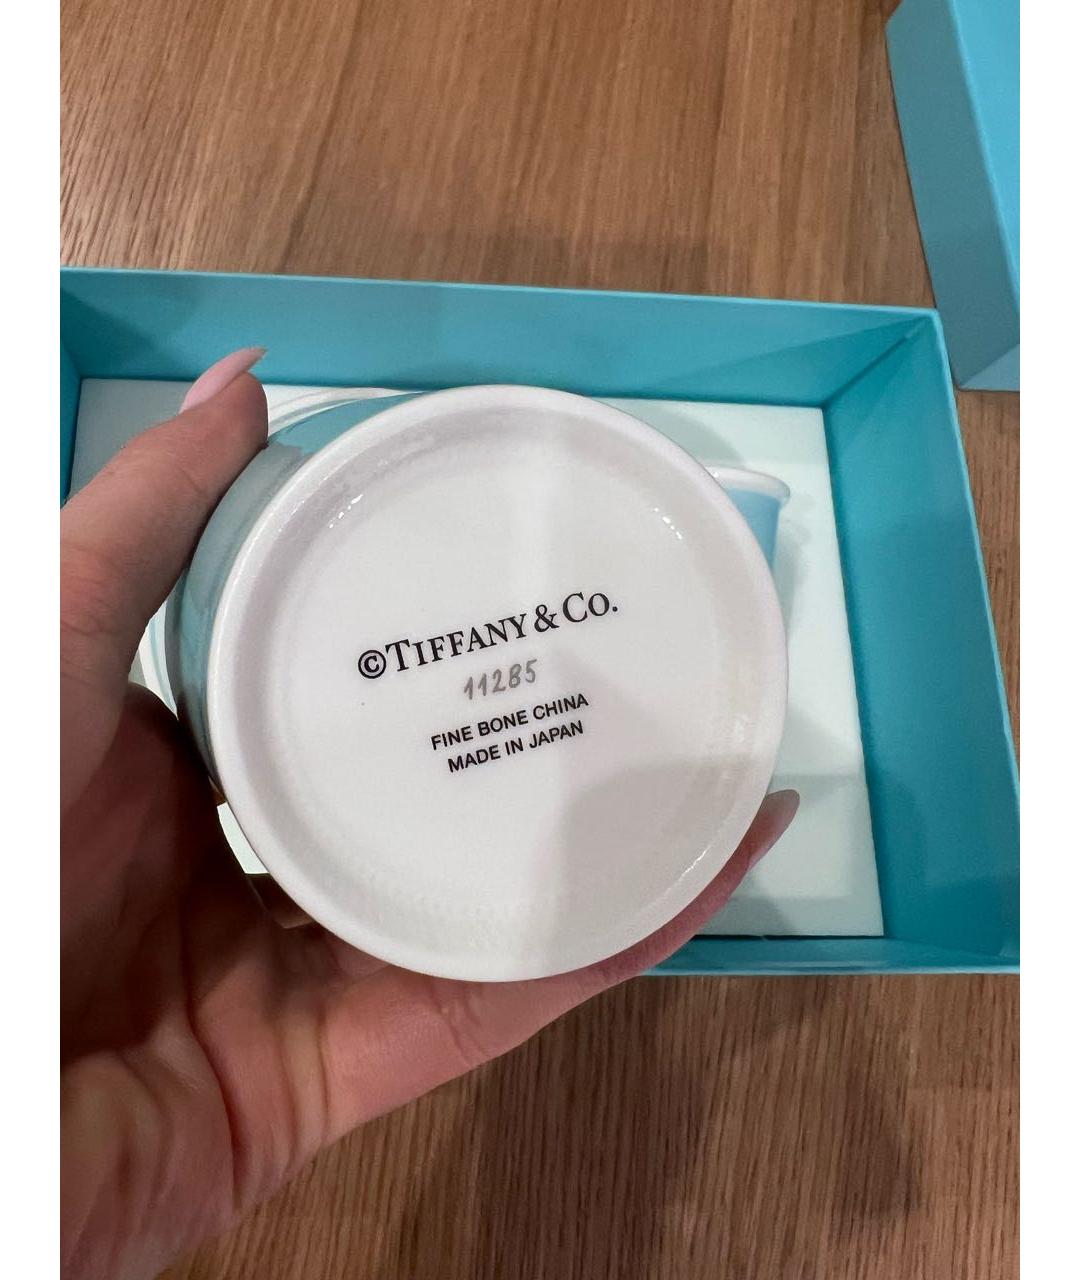 ©TIFFANY & CO.
11285
FINE BONE CHINA
MADE IN JAPAN